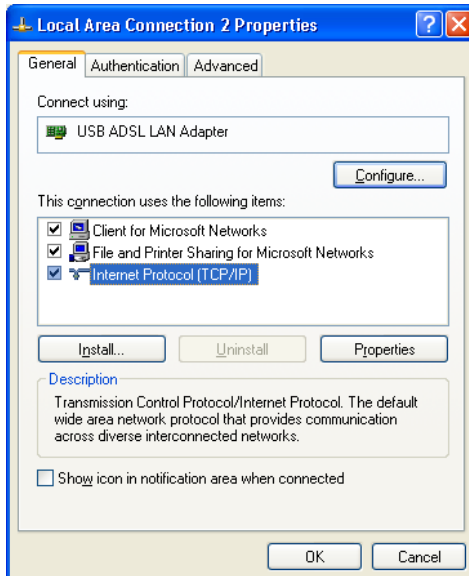 Local Area Connection 2 Properties
General Authentication Advanced
Connect using:
USB ADSL LAN Adapter
Configure...
This connection uses the following items:
Client for Microsoft Networks
File and Printer Sharing for Microsoft Networks
Internet Protocol (TCP/IP)
Install... Uninstall Properties
Description
Transmission Control Protocol/Internet Protocol. The default
wide area network protocol that provides communication
across diverse interconnected networks.
Show icon in notification area when connected
OK Cancel